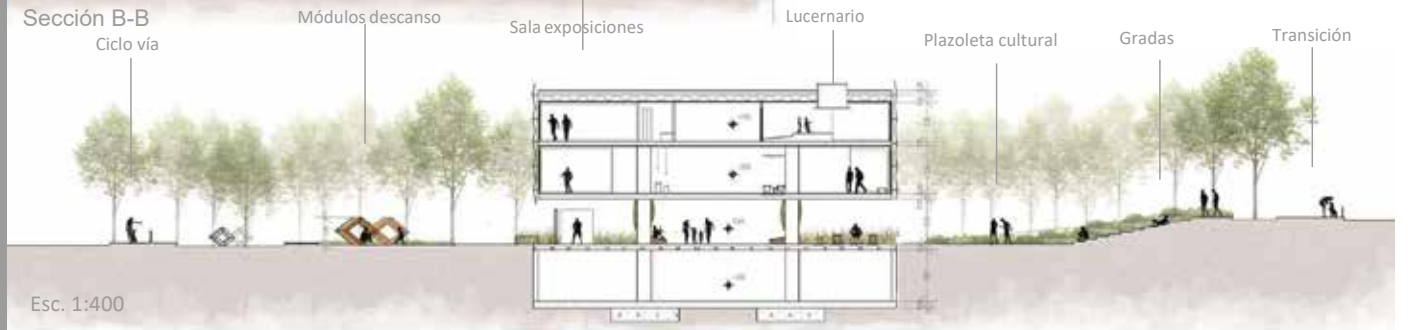 Sección B-B
Ciclo vía
Módulos descanso
Sala exposiciones
Lucernario
Plazoleta cultural
Gradas
Transición
Esc. 1:400